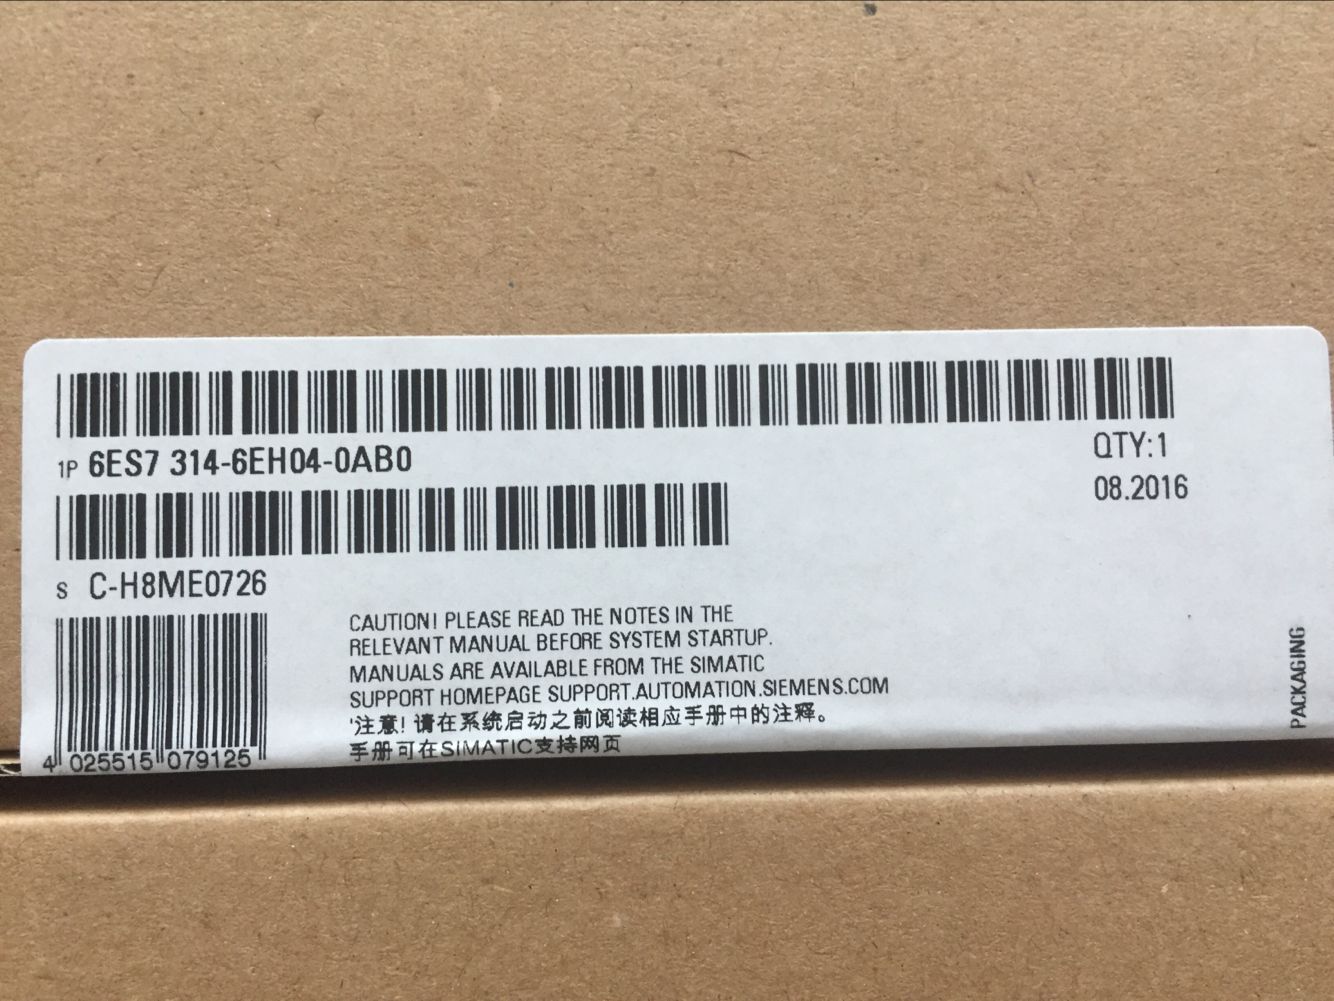 1P 6ES7 314-6EH04-0AB0
QTY:1
08.2016
S C-H8ME0726
CAUTION! PLEASE READ THE NOTES IN THE
RELEVANT MANUAL BEFORE SYSTEM STARTUP.
MANUALS ARE AVAILABLE FROM THE SIMATIC
SUPPORT HOMEPAGE SUPPORT.AUTOMATION.SIEMENS.COM
'注意! 请在系统启动之前阅读相应手册中的注释。
手册可在SIMATIC支持网页
4 025515 079125
PACKAGING